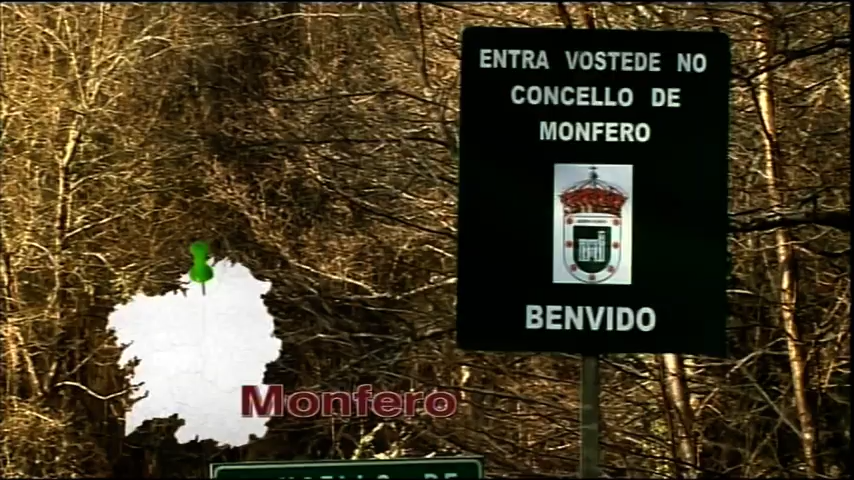 ENTRA VOSTEDE NO
CONCELLO DE
MONFERO
BENVIDO
Monfero